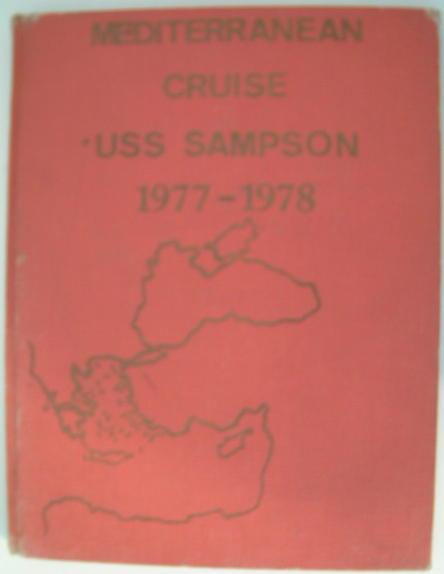 MEDITERRANEAN
CRUISE
USS SAMPSON
1977-1978